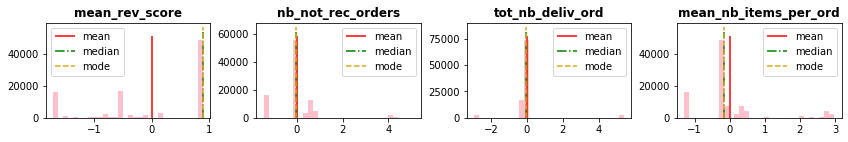 mean_rev_score
40000
20000
0
−1
0
1
mean
median
mode
nb_not_rec_orders
60000
40000
20000
0
0
2
4
mean
median
mode
tot_nb_deliv_ord
75000
50000
25000
0
−2
0
2
4
mean
median
mode
mean_nb_items_per_ord
40000
20000
0
−1
0
1
2
3
mean
median
mode